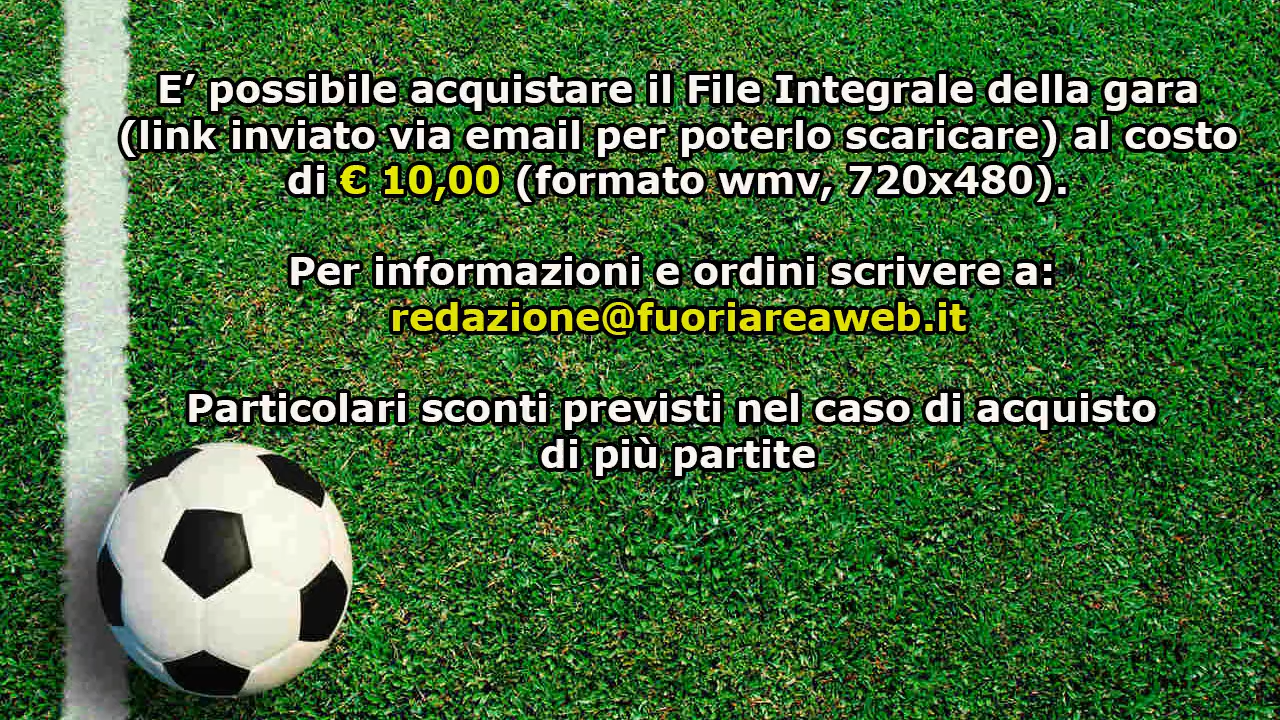 E’ possibile acquistare il File Integrale della gara
(link inviato via email per poterlo scaricare) al costo
di € 10,00 (formato wmv, 720x480).
Per informazioni e ordini scrivere a:
redazione@fuoriareaweb.it
Particolari sconti previsti nel caso di acquisto
di più partite